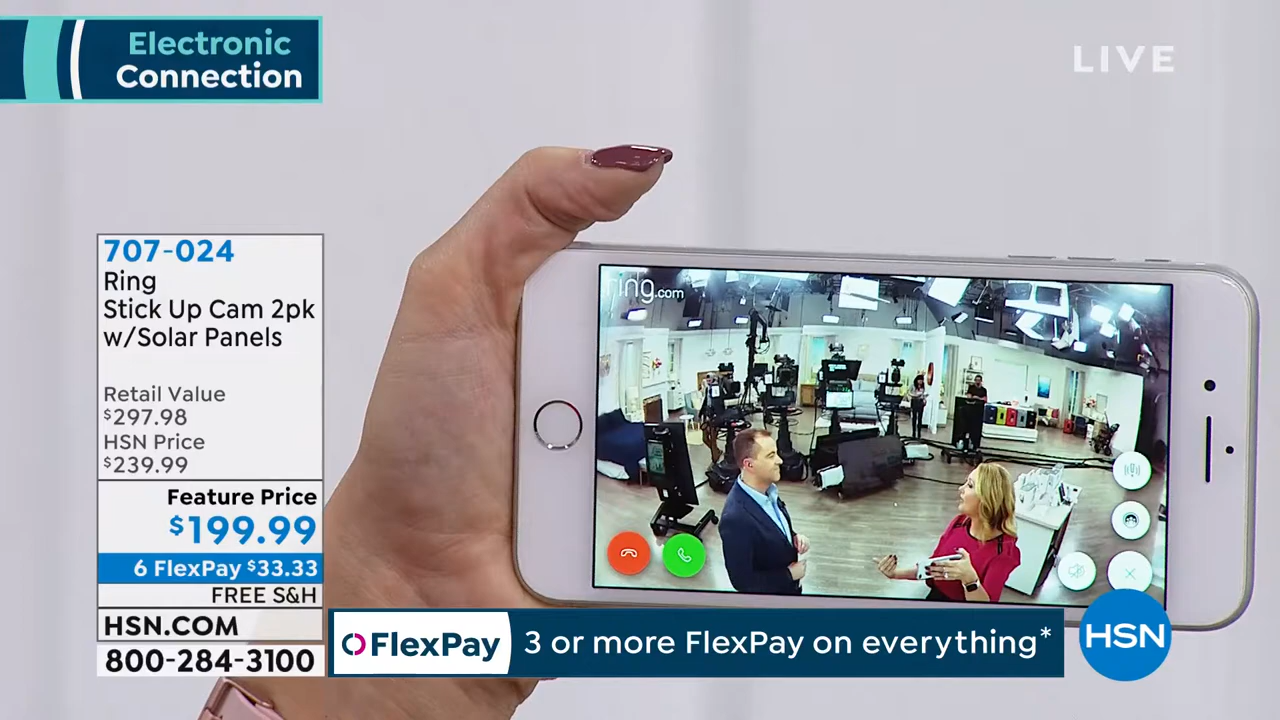 Electronic
Connection
LIVE
707-024
Ring
Stick Up Cam 2pk
w/Solar Panels
Retail Value
$297.98
HSN Price
$239.99
Feature Price
$199.99
6 FlexPay $33.33
FREE S&H
HSN.COM
800-284-3100
ring.com
FlexPay
3 or more FlexPay on everything*
HSN